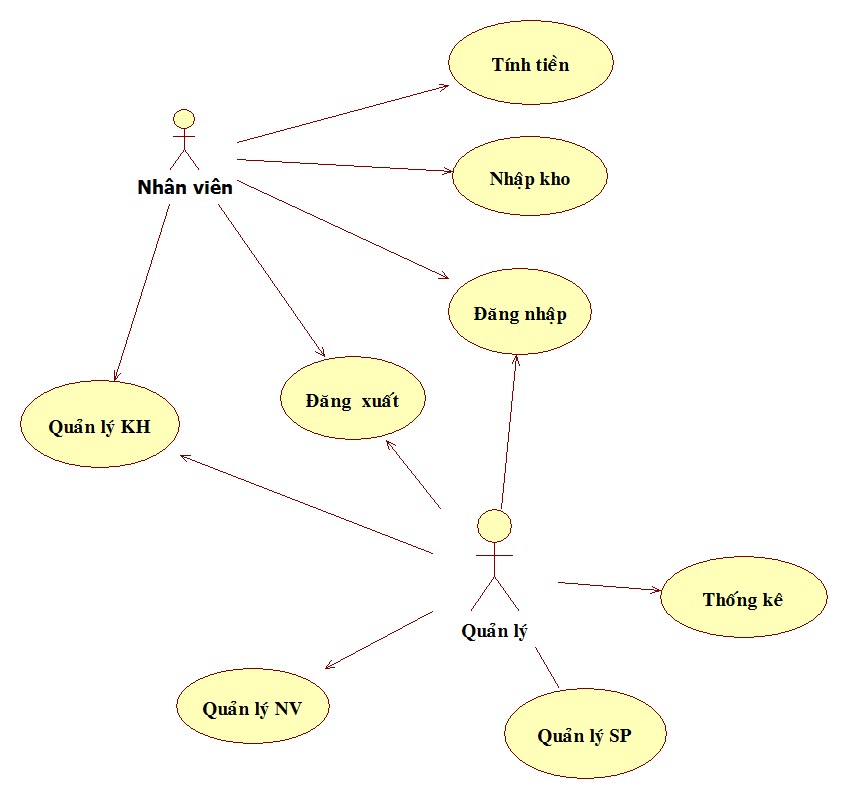 Tính tiền
Nhân viên
Nhập kho
Đăng nhập
Đăng xuất
Quản lý KH
Quản lý
Thống kê
Quản lý NV
Quản lý SP